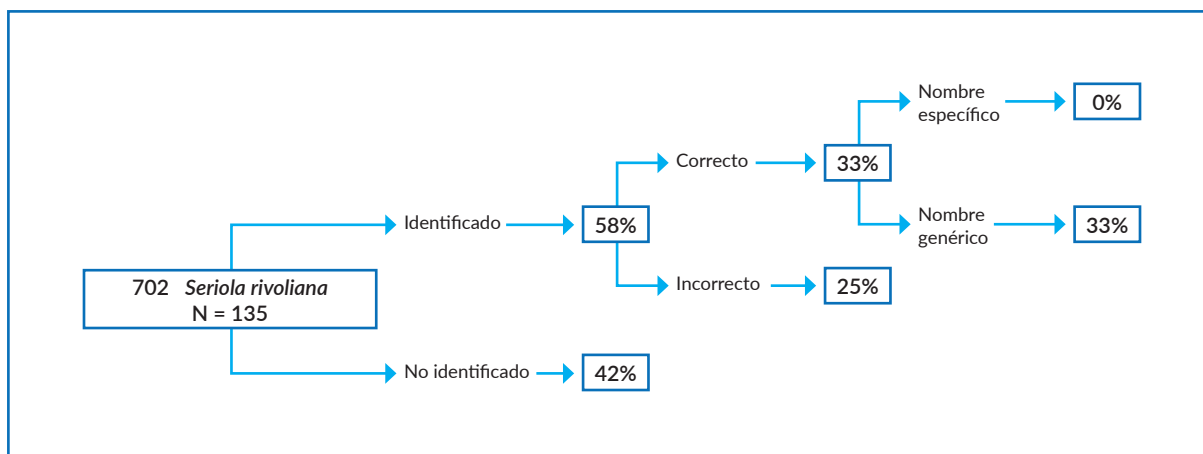 Nombre
específico
0%
Correcto
33%
Nombre
genérico
33%
Identificado
58%
Incorrecto
25%
702 Seriola rivoliana
N = 135
No identificado
42%